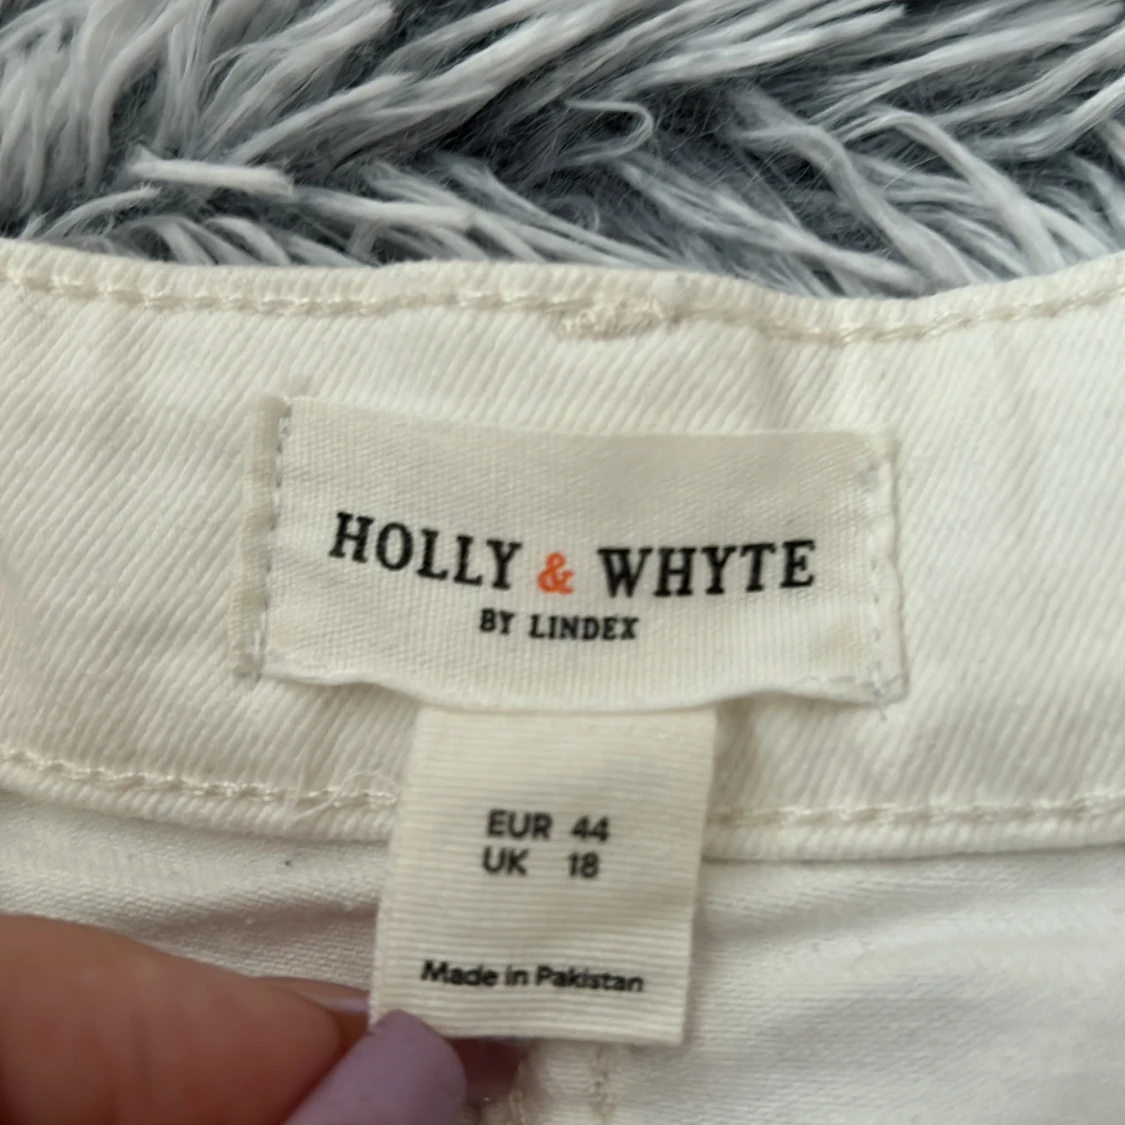 HOLLY & WHYTE
BY LINDEX
EUR 44
UK 18
Made in Pakistan